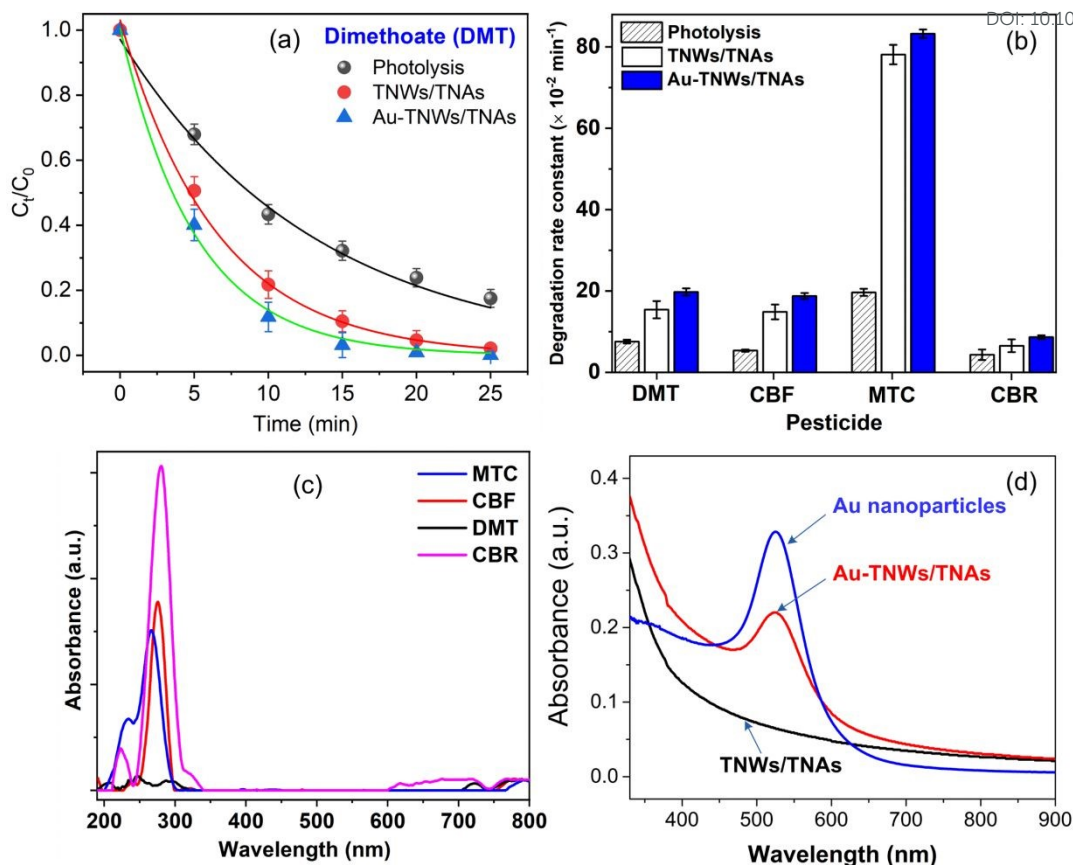 DOI: 10.10
(a)
Dimethoate (DMT)
Photolysis
TNWs/TNAs
Au-TNWs/TNAs
1.0
0.8
0.6
0.4
0.2
0.0
Cₜ/C₀
0 5 10 15 20 25
Time (min)
(b)
Photolysis
TNWs/TNAs
Au-TNWs/TNAs
80
60
40
20
0
Degradation rate constant (× 10⁻² min⁻¹)
DMT CBF MTC CBR
Pesticide
(c)
MTC
CBF
DMT
CBR
Absorbance (a.u.)
200 300 400 500 600 700 800
Wavelength (nm)
(d)
Au nanoparticles
Au-TNWs/TNAs
TNWs/TNAs
0.4
0.3
0.2
0.1
0.0
Absorbance (a.u.)
400 500 600 700 800 900
Wavelength (nm)